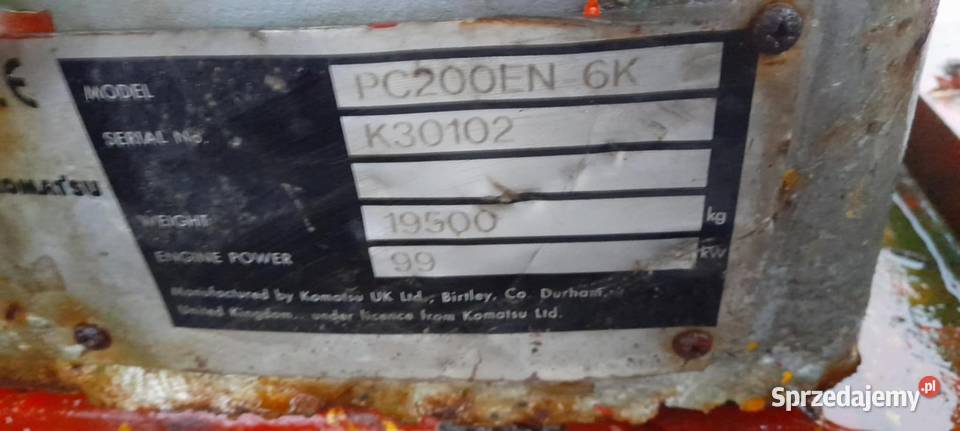 CE
MODEL PC200EN 6K
SERIAL No. K30102
KOMATSU
WEIGHT 19500 kg
ENGINE POWER 99 kW
Manufactured by Komatsu UK Ltd., Birtley, Co. Durham.
United Kingdom. under licence from Komatsu Ltd.
Sprzedajemy.pl